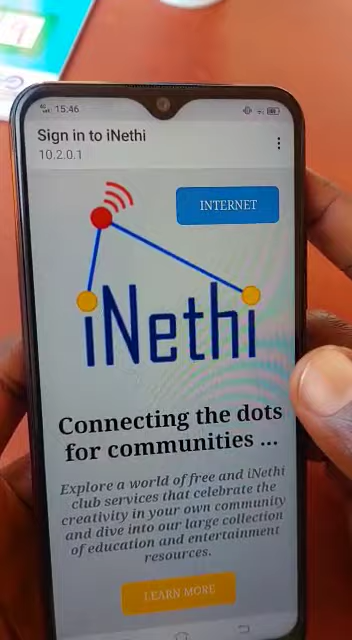 15:46
Sign in to iNethi
10.2.0.1
INTERNET
iNethi
Connecting the dots
for communities ...
Explore a world of free and iNethi
club services that celebrate the
creativity in your own community
and dive into our large collection
of education and entertainment
resources.
LEARN MORE